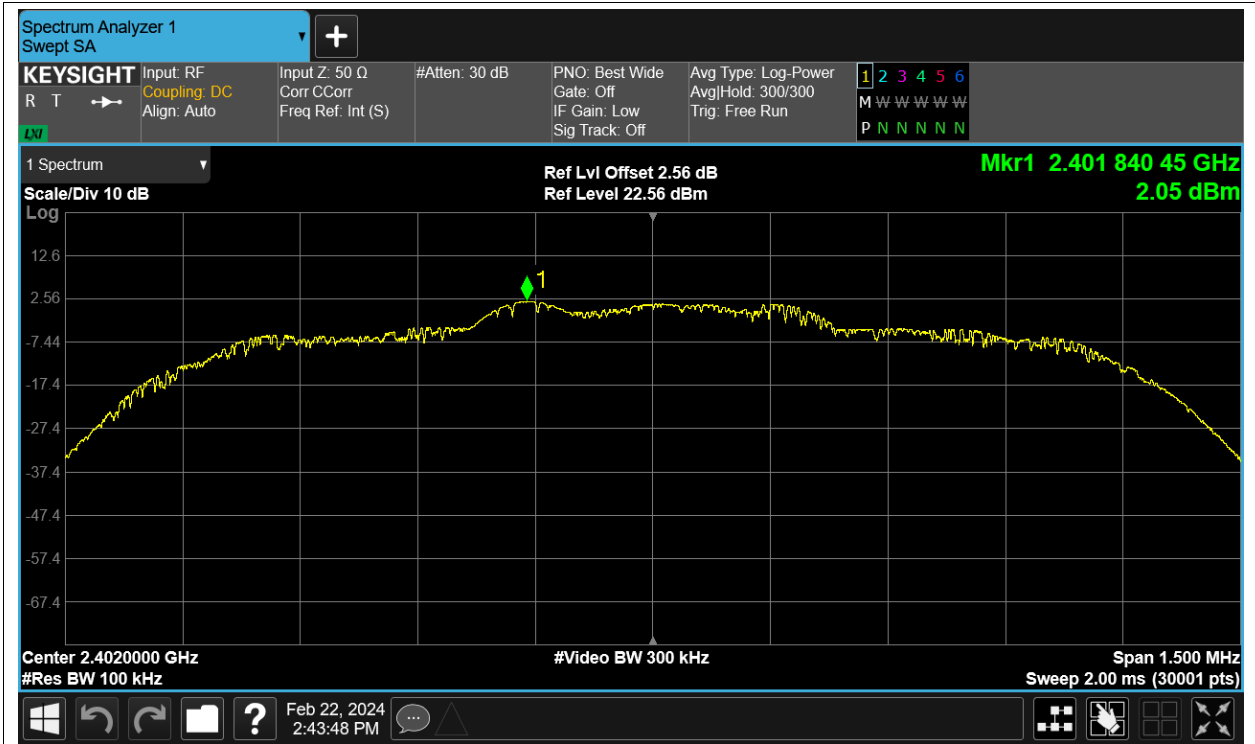 Spectrum Analyzer 1
Swept SA
KEYSIGHT
R T
LXI
Input: RF
Coupling: DC
Align: Auto
Input Z: 50 Ω
Corr CCorr
Freq Ref: Int (S)
#Atten: 30 dB
PNO: Best Wide
Gate: Off
IF Gain: Low
Sig Track: Off
Avg Type: Log-Power
Avg|Hold: 300/300
Trig: Free Run
1 2 3 4 5 6
M W W W W W
P N N N N N
1 Spectrum
Scale/Div 10 dB
Log
Ref Lvl Offset 2.56 dB
Ref Level 22.56 dBm
Mkr1 2.401 840 45 GHz
2.05 dBm
12.6
2.56
-7.44
-17.4
-27.4
-37.4
-47.4
-57.4
-67.4
1
Center 2.4020000 GHz
#Res BW 100 kHz
#Video BW 300 kHz
Span 1.500 MHz
Sweep 2.00 ms (30001 pts)
?
Feb 22, 2024
2:43:48 PM